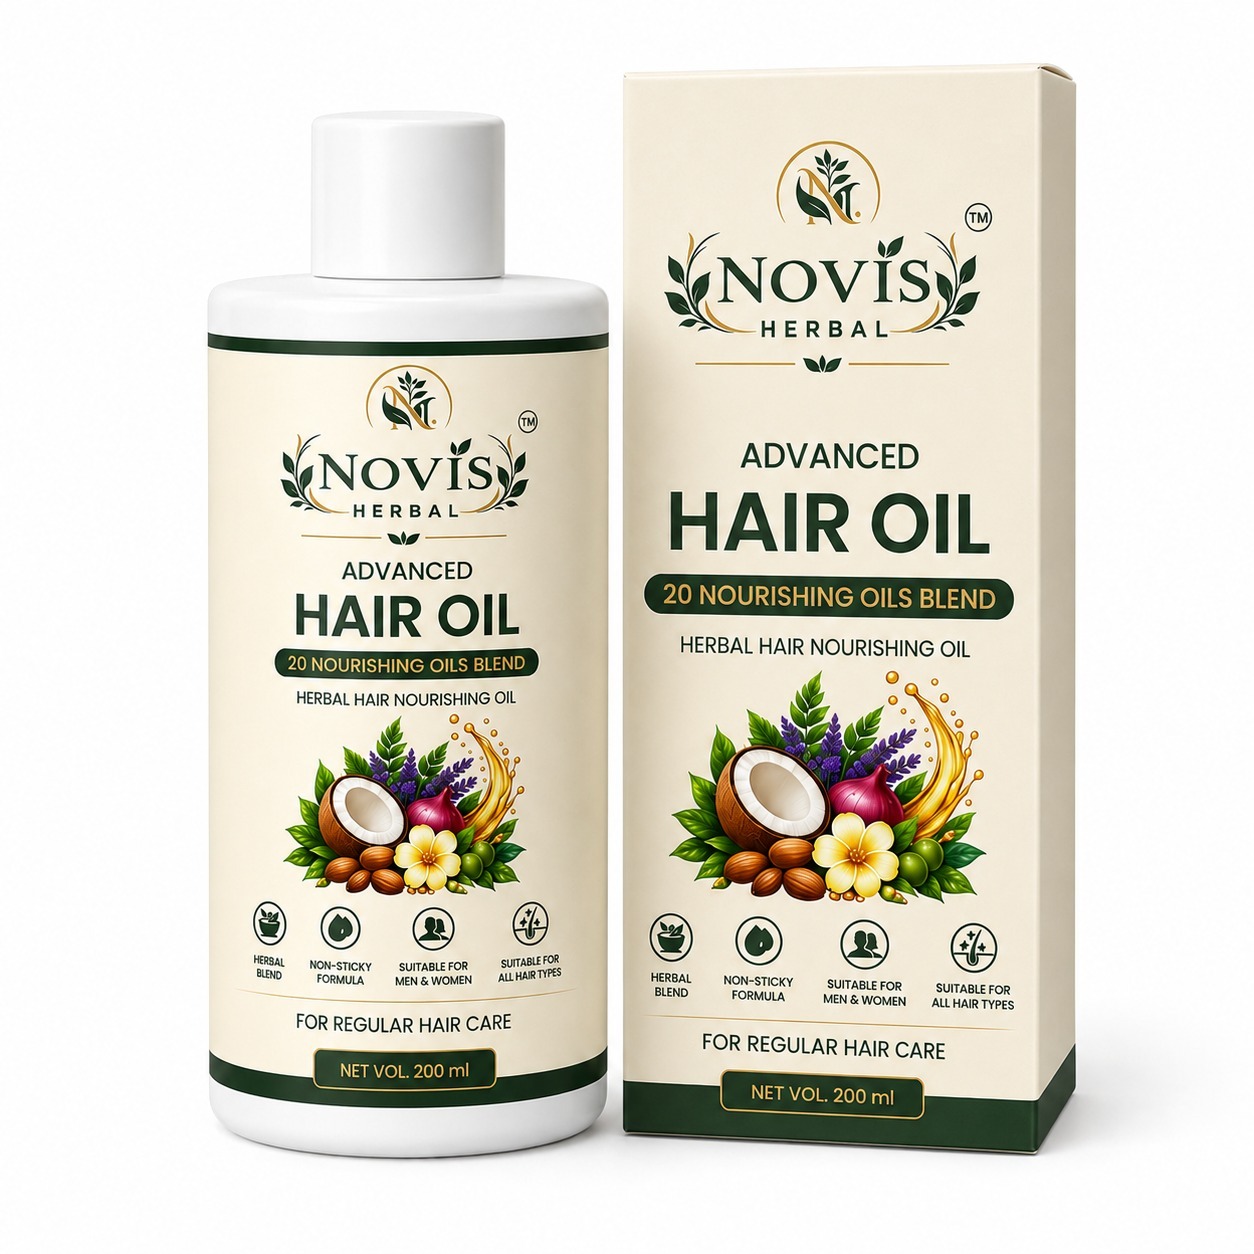 N.
NOVIS
TM
HERBAL
ADVANCED
HAIR OIL
20 NOURISHING OILS BLEND
HERBAL HAIR NOURISHING OIL
HERBAL
BLEND
NON-STICKY
FORMULA
SUITABLE FOR
MEN & WOMEN
SUITABLE FOR
ALL HAIR TYPES
FOR REGULAR HAIR CARE
NET VOL. 200 ml
N.
NOVIS
TM
HERBAL
ADVANCED
HAIR OIL
20 NOURISHING OILS BLEND
HERBAL HAIR NOURISHING OIL
HERBAL
BLEND
NON-STICKY
FORMULA
SUITABLE FOR
MEN & WOMEN
SUITABLE FOR
ALL HAIR TYPES
FOR REGULAR HAIR CARE
NET VOL. 200 ml